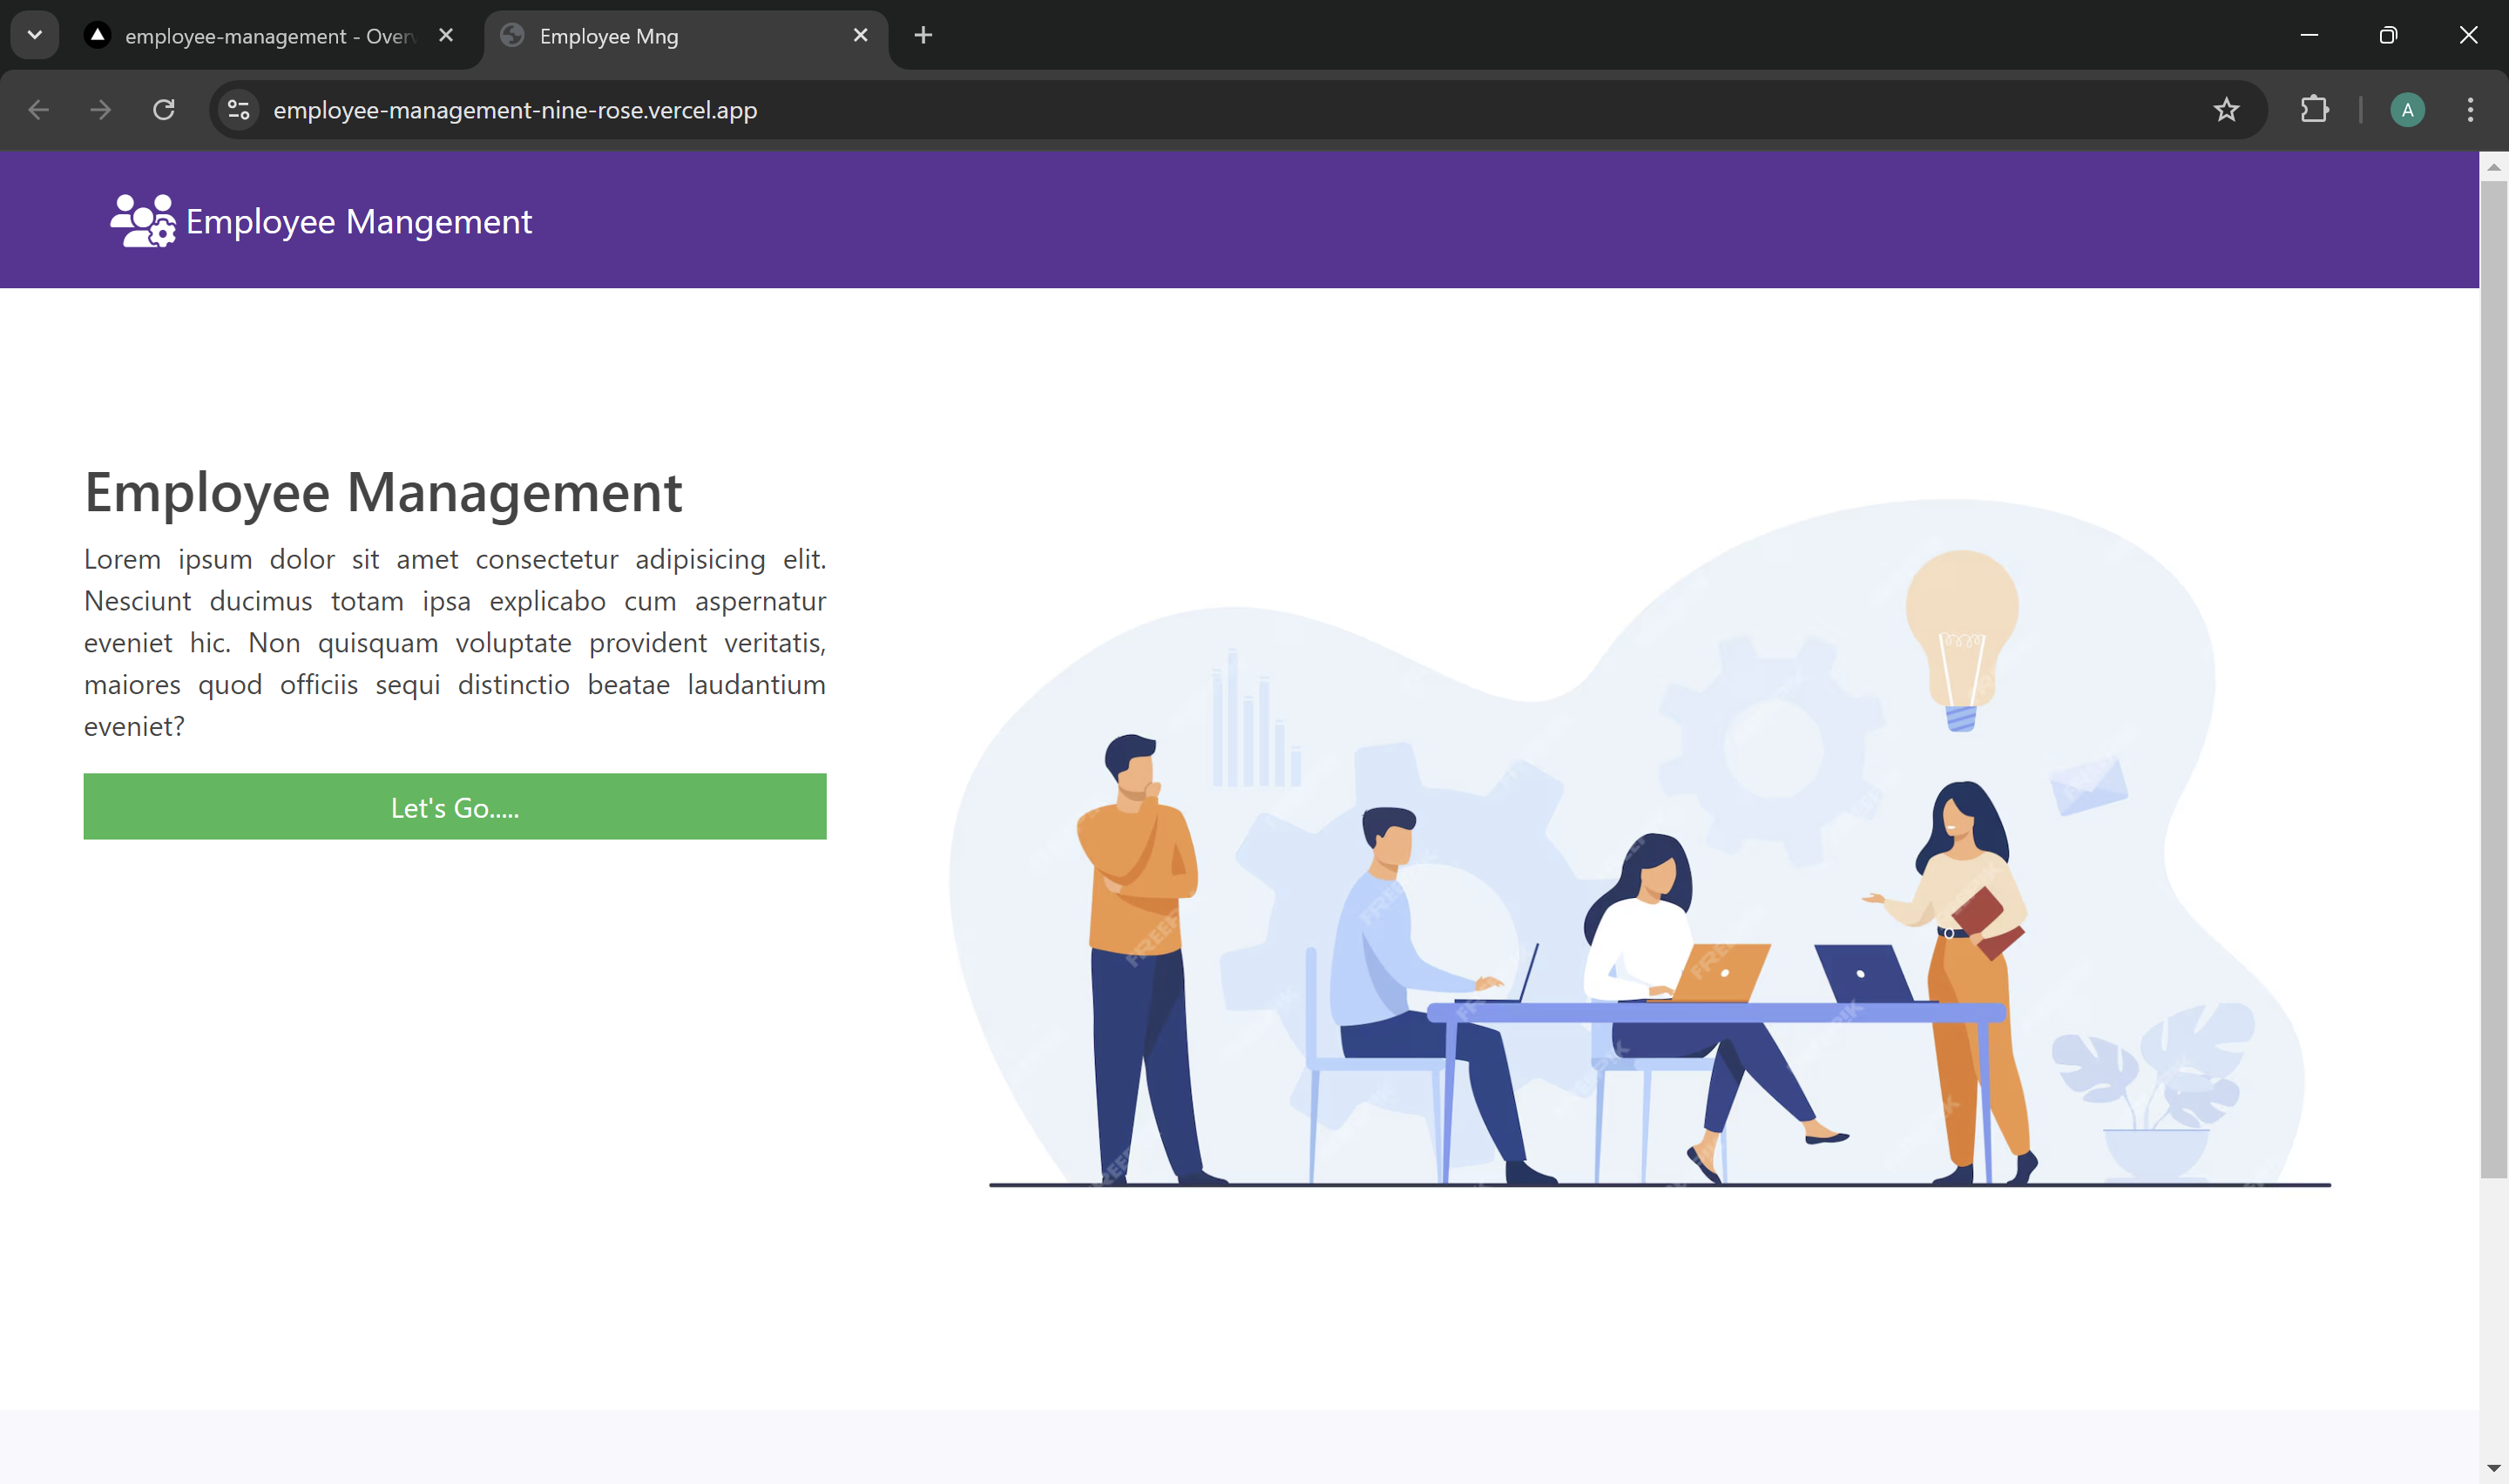 employee-management - Over
Employee Mng
employee-management-nine-rose.vercel.app
A
Employee Mangement
Employee Management
Lorem ipsum dolor sit amet consectetur adipisicing elit.
Nesciunt ducimus totam ipsa explicabo cum aspernatur
eveniet hic. Non quisquam voluptate provident veritatis,
maiores quod officiis sequi distinctio beatae laudantium
eveniet?
Let's Go.....